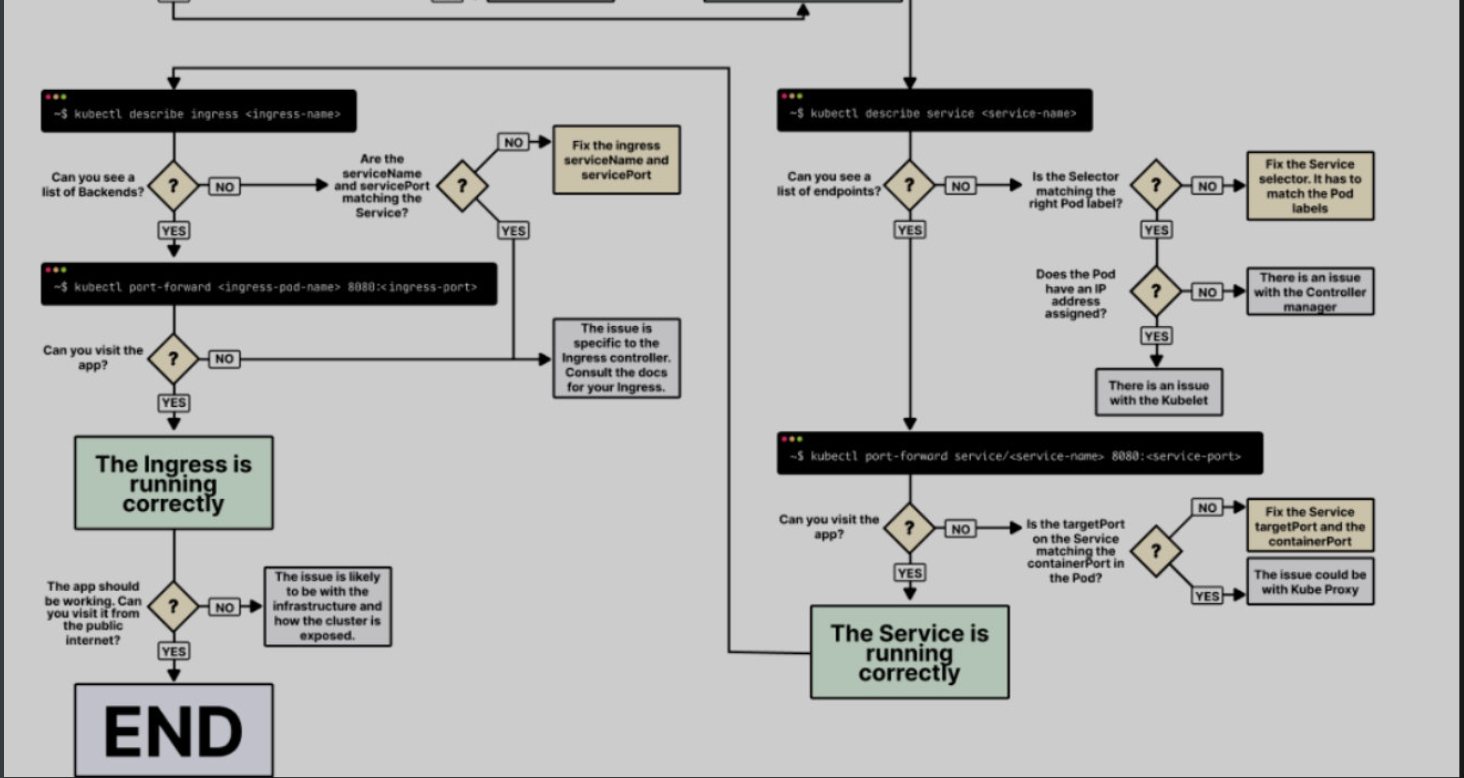 ~$ kubectl describe ingress <ingress-name>
Can you see a
list of Backends?
?
NO
Are the
serviceName
and servicePort
matching the
Service?
?
NO
Fix the ingress
serviceName and
servicePort
YES
YES
~$ kubectl port-forward <ingress-pod-name> 8080:<ingress-port>
Can you visit the
app?
?
NO
The issue is
specific to the
Ingress controller.
Consult the docs
for your Ingress.
YES
The Ingress is
running
correctly
The app should
be working. Can
you visit it from
the public
internet?
?
NO
The issue is likely
to be with the
infrastructure and
how the cluster is
exposed.
YES
END
~$ kubectl describe service <service-name>
Can you see a
list of endpoints?
?
NO
Is the Selector
matching the
right Pod label?
?
NO
Fix the Service
selector. It has to
match the Pod
labels
YES
YES
Does the Pod
have an IP
address
assigned?
?
NO
There is an issue
with the Controller
manager
YES
There is an issue
with the Kubelet
~$ kubectl port-forward service/<service-name> 8080:<service-port>
Can you visit the
app?
?
NO
Is the targetPort
on the Service
matching the
containerPort in
the Pod?
?
NO
Fix the Service
targetPort and the
containerPort
YES
The issue could be
with Kube Proxy
YES
The Service is
running
correctly